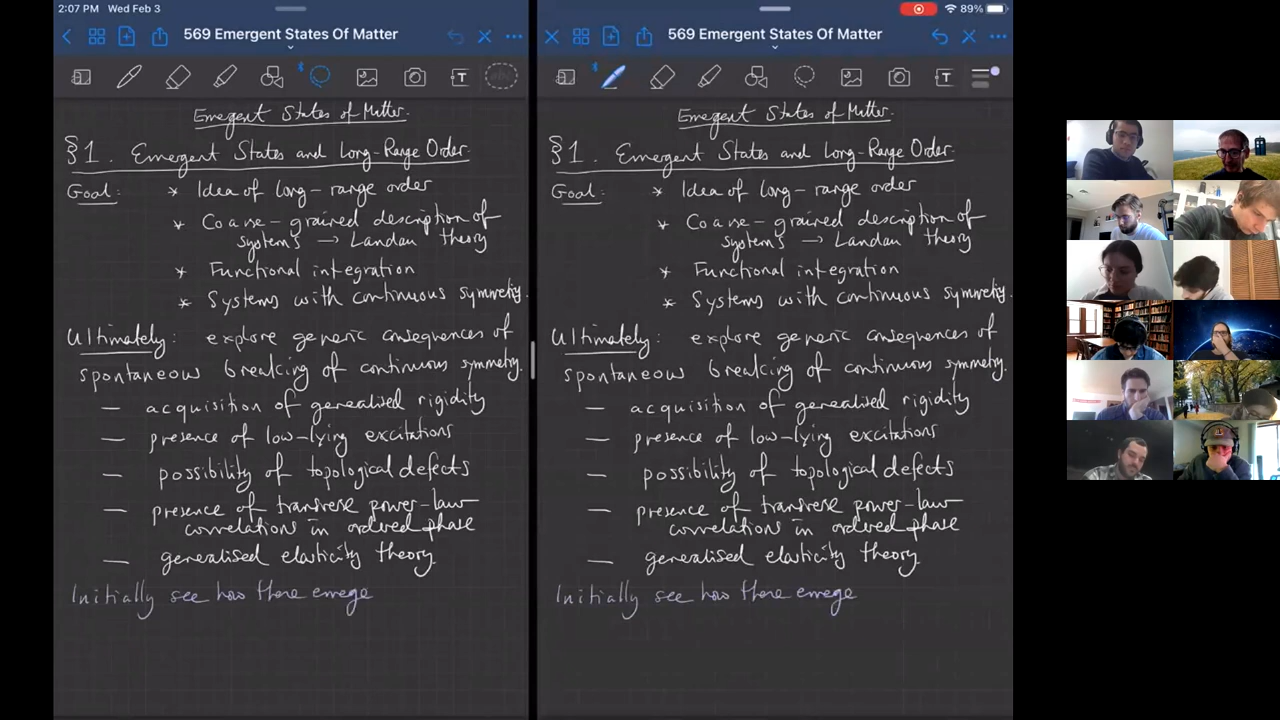 2:07 PM Wed Feb 3
89%
569 Emergent States Of Matter
Emergent States of Matter
§1. Emergent States and Long-Range Order
Goal: * Idea of long-range order
* Coarse-grained description of
systems → Landau theory
* Functional integration
* Systems with continuous symmetry.
Ultimately: explore generic consequences of
spontaneous breaking of continuous symmetry.
— acquisition of generalised rigidity
— presence of low-lying excitations
— possibility of topological defects
— presence of transverse power-law
correlations in ordered phase
— generalised elasticity theory.
Initially see how these emerge
569 Emergent States Of Matter
Emergent States of Matter
§1. Emergent States and Long-Range Order
Goal: * Idea of long-range order
* Coarse-grained description of
systems → Landau theory
* Functional integration
* Systems with continuous symmetry.
Ultimately: explore generic consequences of
spontaneous breaking of continuous symmetry.
— acquisition of generalised rigidity
— presence of low-lying excitations
— possibility of topological defects
— presence of transverse power-law
correlations in ordered phase
— generalised elasticity theory.
Initially see how these emerge